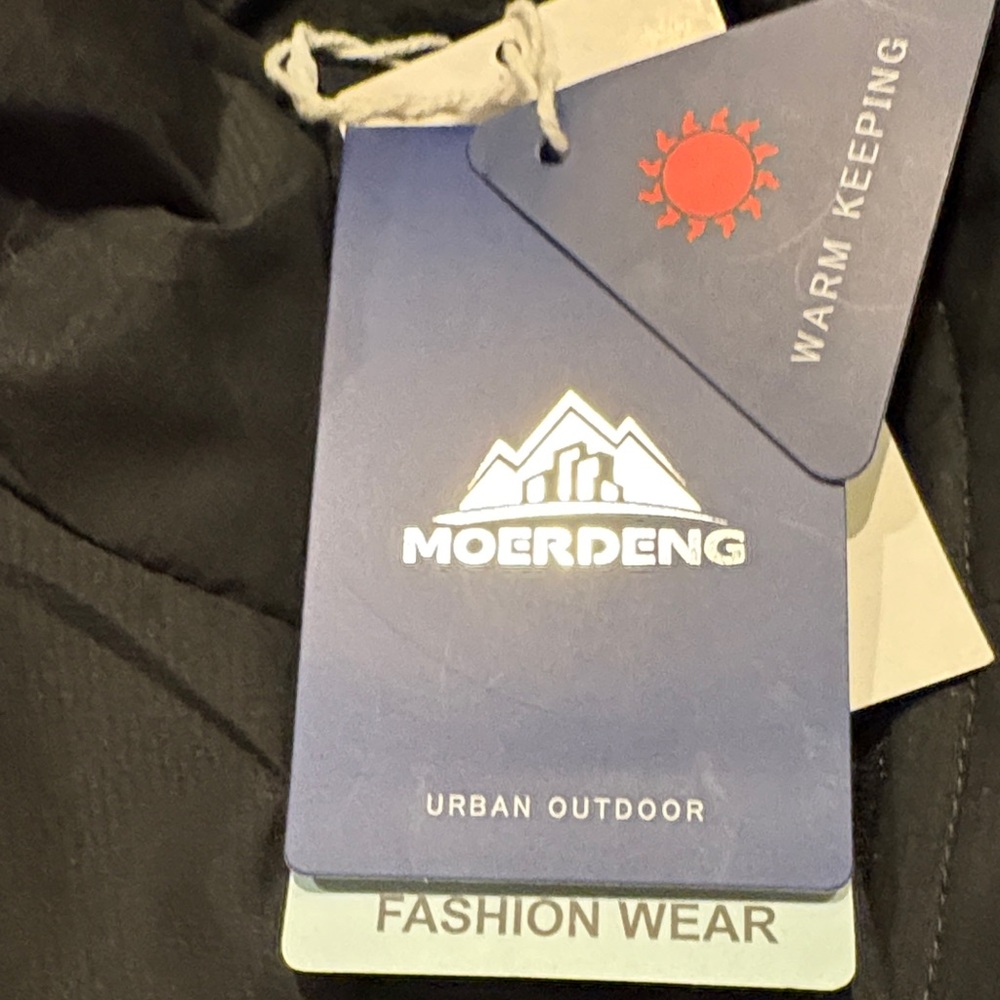 WARM KEEPING
MOERDENG
URBAN OUTDOOR
FASHION WEAR